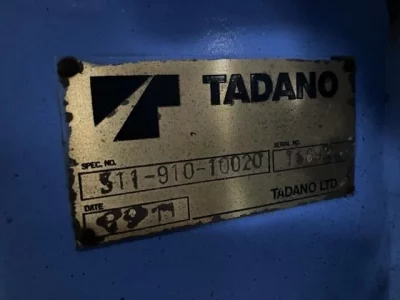 TADANO
SPEC. NO. SERIAL NO.
311-910-10020
DATE TADANO LTD.